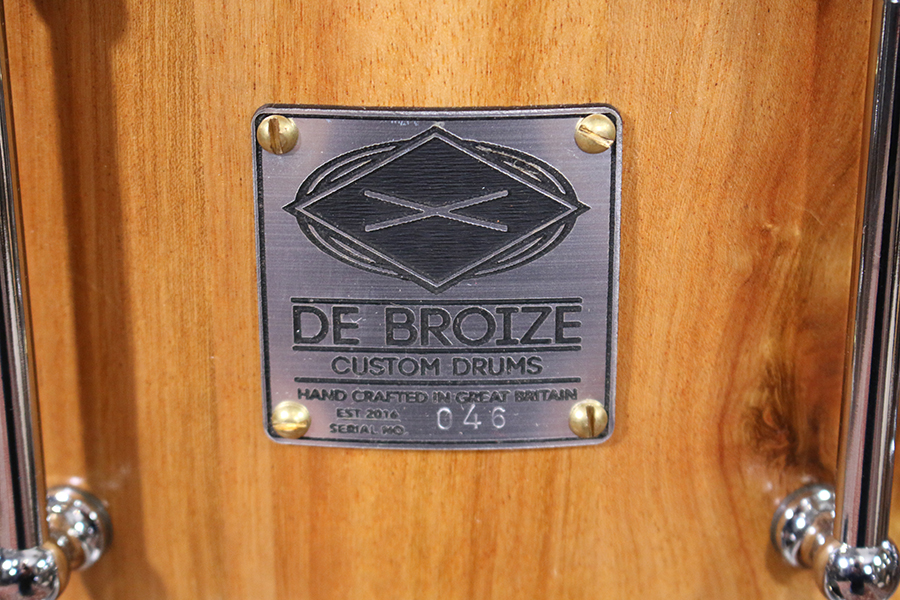 DE BROIZE
CUSTOM DRUMS
HAND CRAFTED IN GREAT BRITAIN
EST. 2016
SERIAL NO. 046